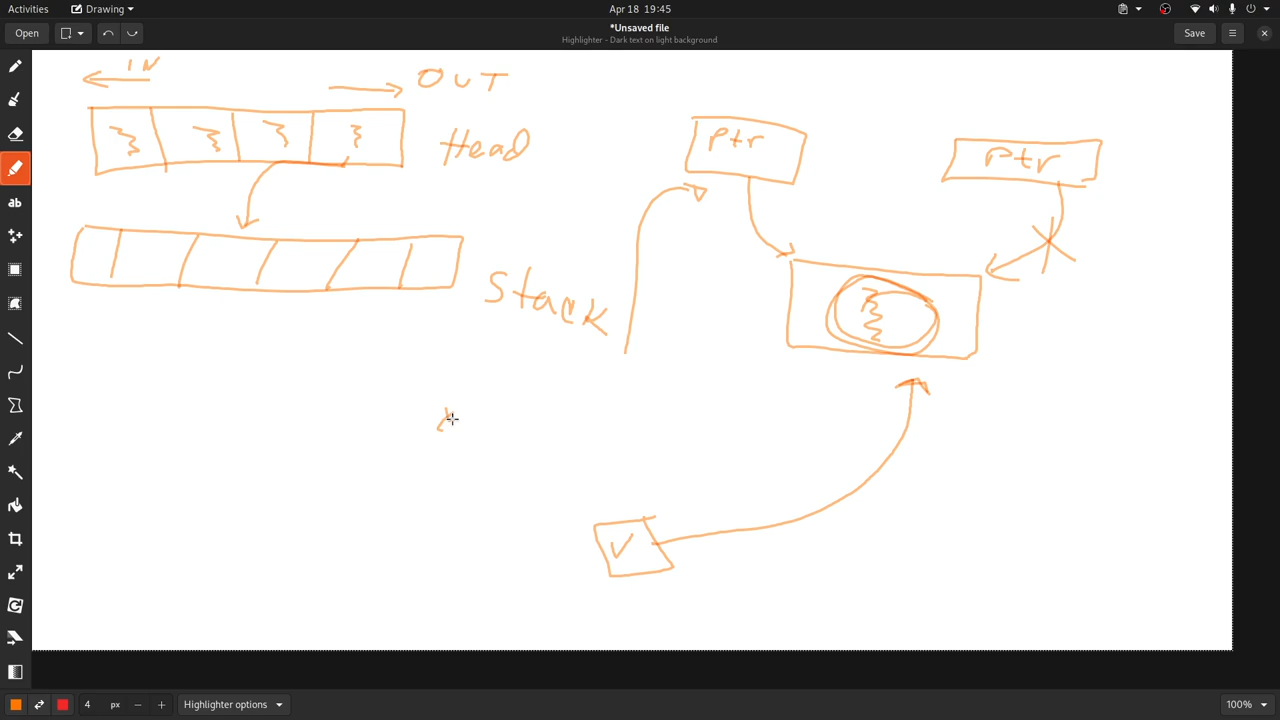 Activities
Drawing
Apr 18 19:45
Open
*Unsaved file
Highlighter - Dark text on light background
Save
IN
OUT
Head
Ptr
Ptr
Stack
ab
4 px
Highlighter options
100%